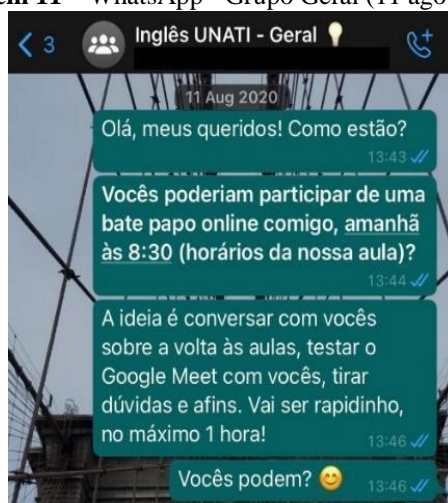 11 - WhatsApp - Grupo Geral (11 ago
3 Inglês UNATI - Geral 💡
11 Aug 2020
Olá, meus queridos! Como estão?
13:43
Vocês poderiam participar de uma
bate papo online comigo, amanhã
às 8:30 (horários da nossa aula)?
13:44
A ideia é conversar com vocês
sobre a volta às aulas, testar o
Google Meet com vocês, tirar
dúvidas e afins. Vai ser rapidinho,
no máximo 1 hora!
13:46
Vocês podem? 😊
13:46